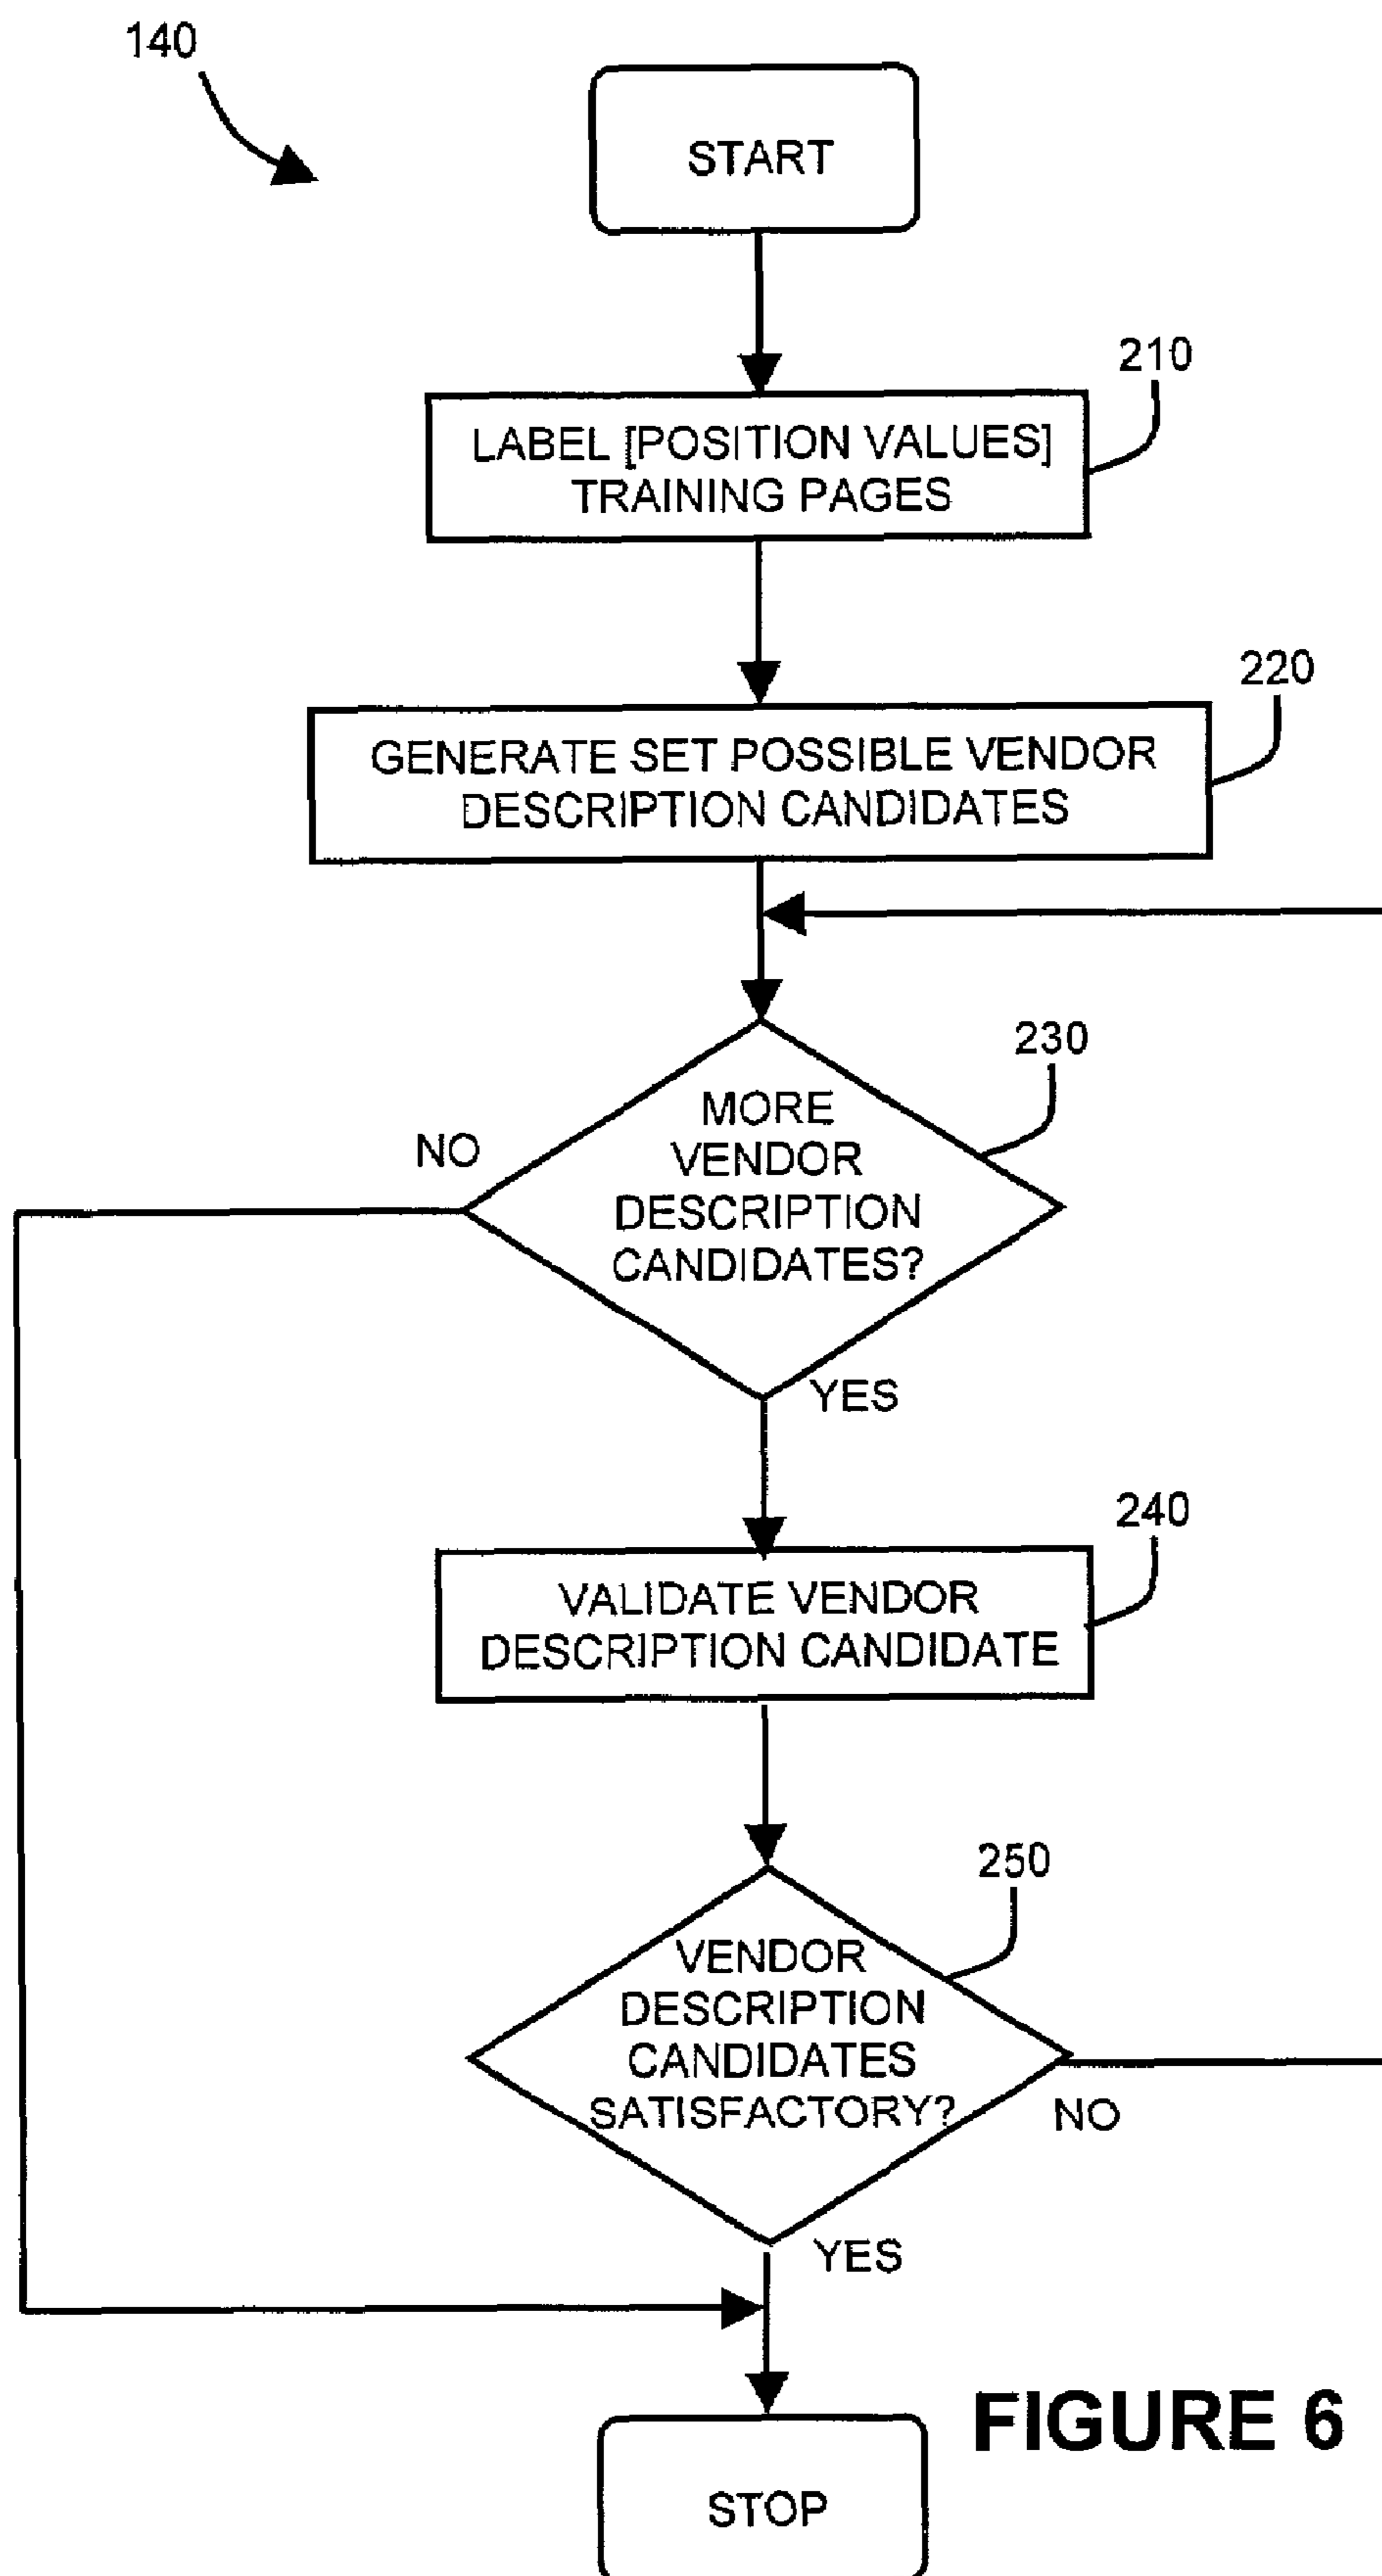 140
START
210
LABEL [POSITION VALUES]
TRAINING PAGES
220
GENERATE SET POSSIBLE VENDOR
DESCRIPTION CANDIDATES
230
MORE
VENDOR
DESCRIPTION
CANDIDATES?
NO
YES
240
VALIDATE VENDOR
DESCRIPTION CANDIDATE
250
VENDOR
DESCRIPTION
CANDIDATES
SATISFACTORY?
NO
YES
FIGURE 6
STOP